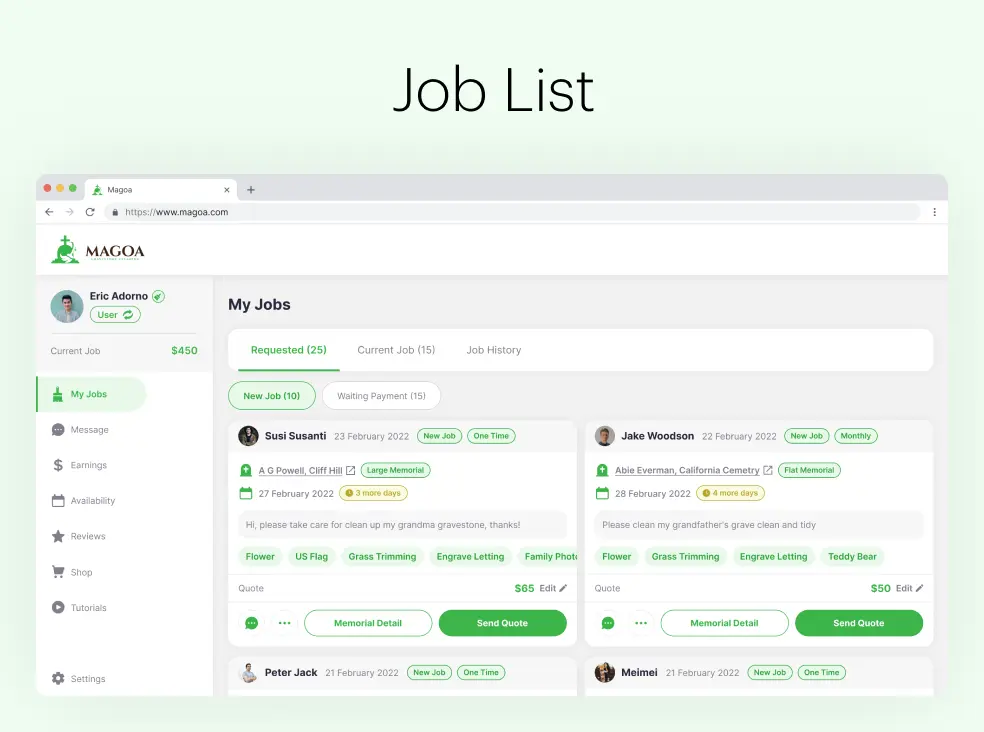 Job List
Magoa
https://www.magoa.com
MAGOA
Eric Adorno
User
Current Job $450
My Jobs
Message
Earnings
Availability
Reviews
Shop
Tutorials
Settings
My Jobs
Requested (25) Current Job (15) Job History
New Job (10) Waiting Payment (15)
Susi Susanti 23 February 2022 New Job One Time
A G Powell, Cliff Hill Large Memorial
27 February 2022 3 more days
Hi, please take care for clean up my grandma gravestone, thanks!
Flower US Flag Grass Trimming Engrave Letting Family Photo
Quote $65 Edit
Memorial Detail Send Quote
Jake Woodson 22 February 2022 New Job Monthly
Abie Everman, California Cemetry Flat Memorial
28 February 2022 4 more days
Please clean my grandfather's grave clean and tidy
Flower Grass Trimming Engrave Letting Teddy Bear
Quote $50 Edit
Memorial Detail Send Quote
Peter Jack 21 February 2022 New Job One Time
Meimei 21 February 2022 New Job One Time